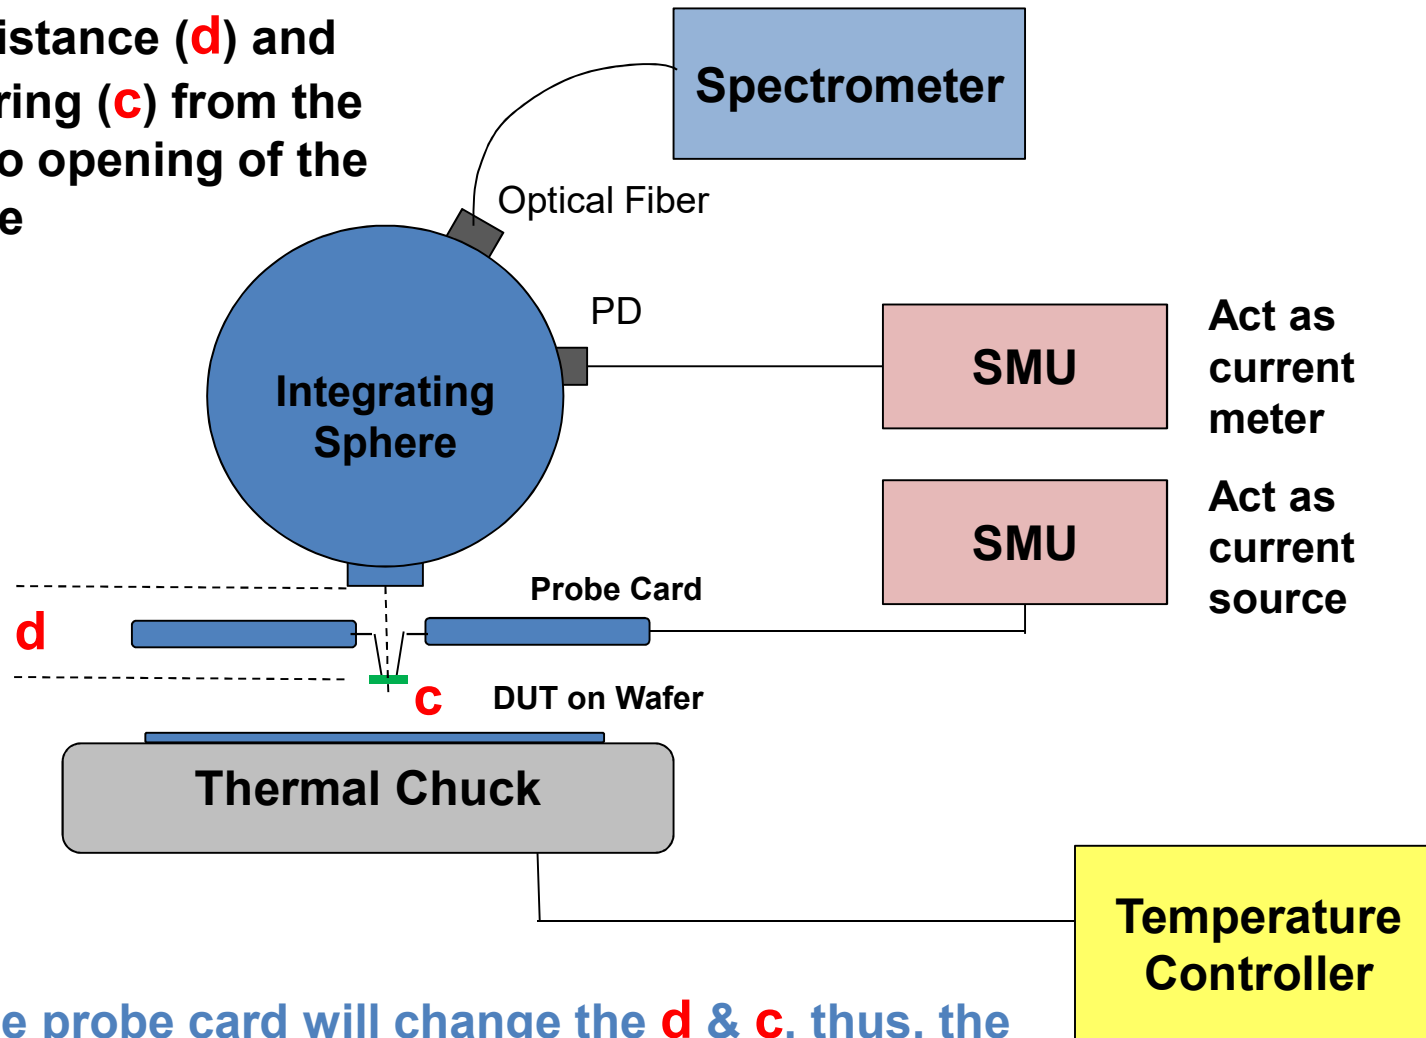 istance (d) and
ring (c) from the
o opening of the
e
Spectrometer
Optical Fiber
PD
Integrating
Sphere
SMU
Act as
current
meter
SMU
Act as
current
source
Probe Card
d
c
DUT on Wafer
Thermal Chuck
Temperature
Controller
e probe card will change the d & c, thus, the